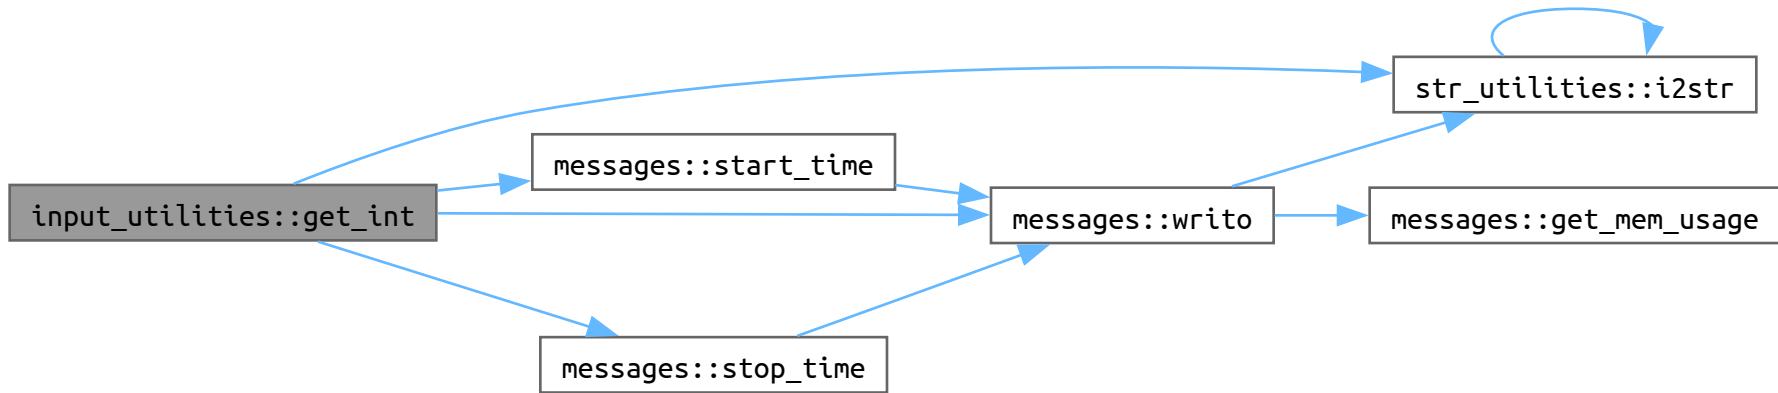 input_utilities::get_int
messages::start_time
messages::stop_time
messages::writo
str_utilities::i2str
messages::get_mem_usage